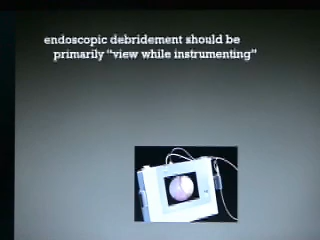 endoscopic debridement should be
primarily “view while instrumenting”